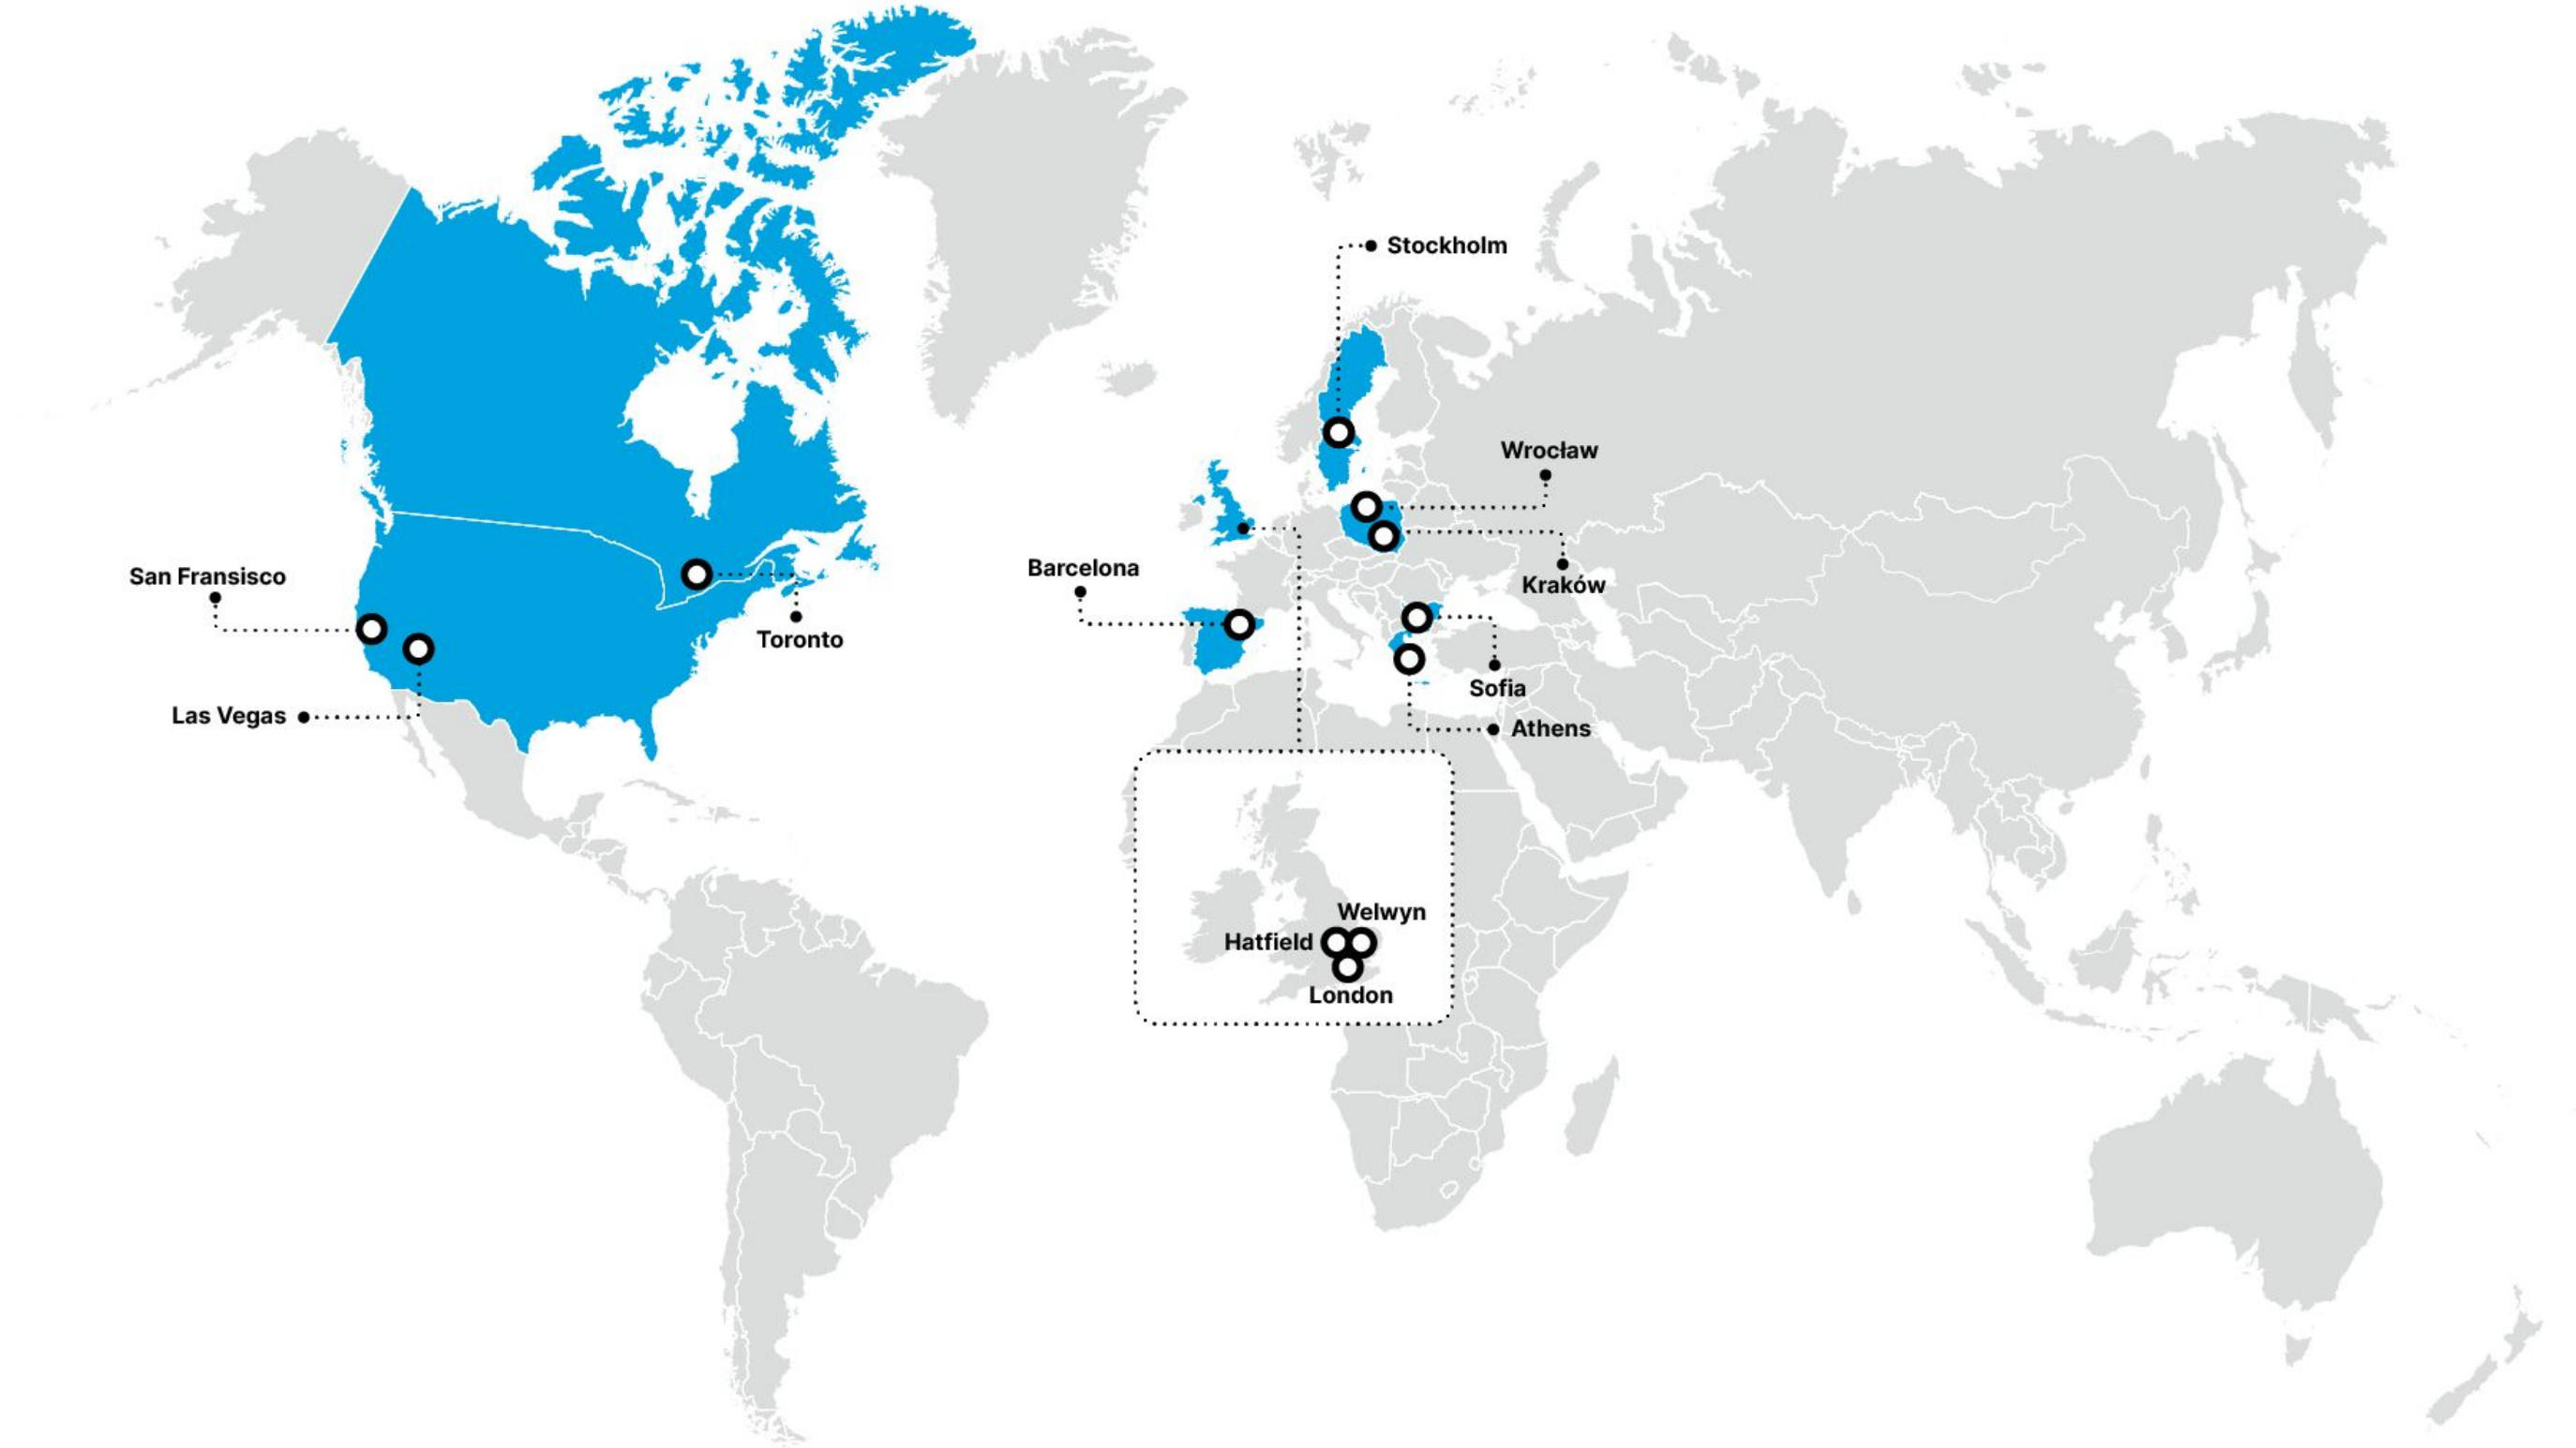 Stockholm
Wrocław
San Fransisco
Barcelona
Kraków
Toronto
Sofia
Las Vegas
Athens
Welwyn
Hatfield
London